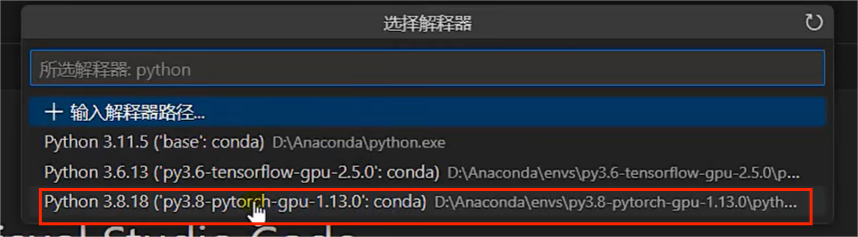 选择解释器
所选解释器: python
+ 输入解释器路径...
Python 3.11.5 ('base': conda) D:\Anaconda\python.exe
Python 3.6.13 ('py3.6-tensorflow-gpu-2.5.0': conda) D:\Anaconda\envs\py3.6-tensorflow-gpu-2.5.0\p...
Python 3.8.18 ('py3.8-pytorch-gpu-1.13.0': conda) D:\Anaconda\envs\py3.8-pytorch-gpu-1.13.0\pyth...
Visual Studio Code